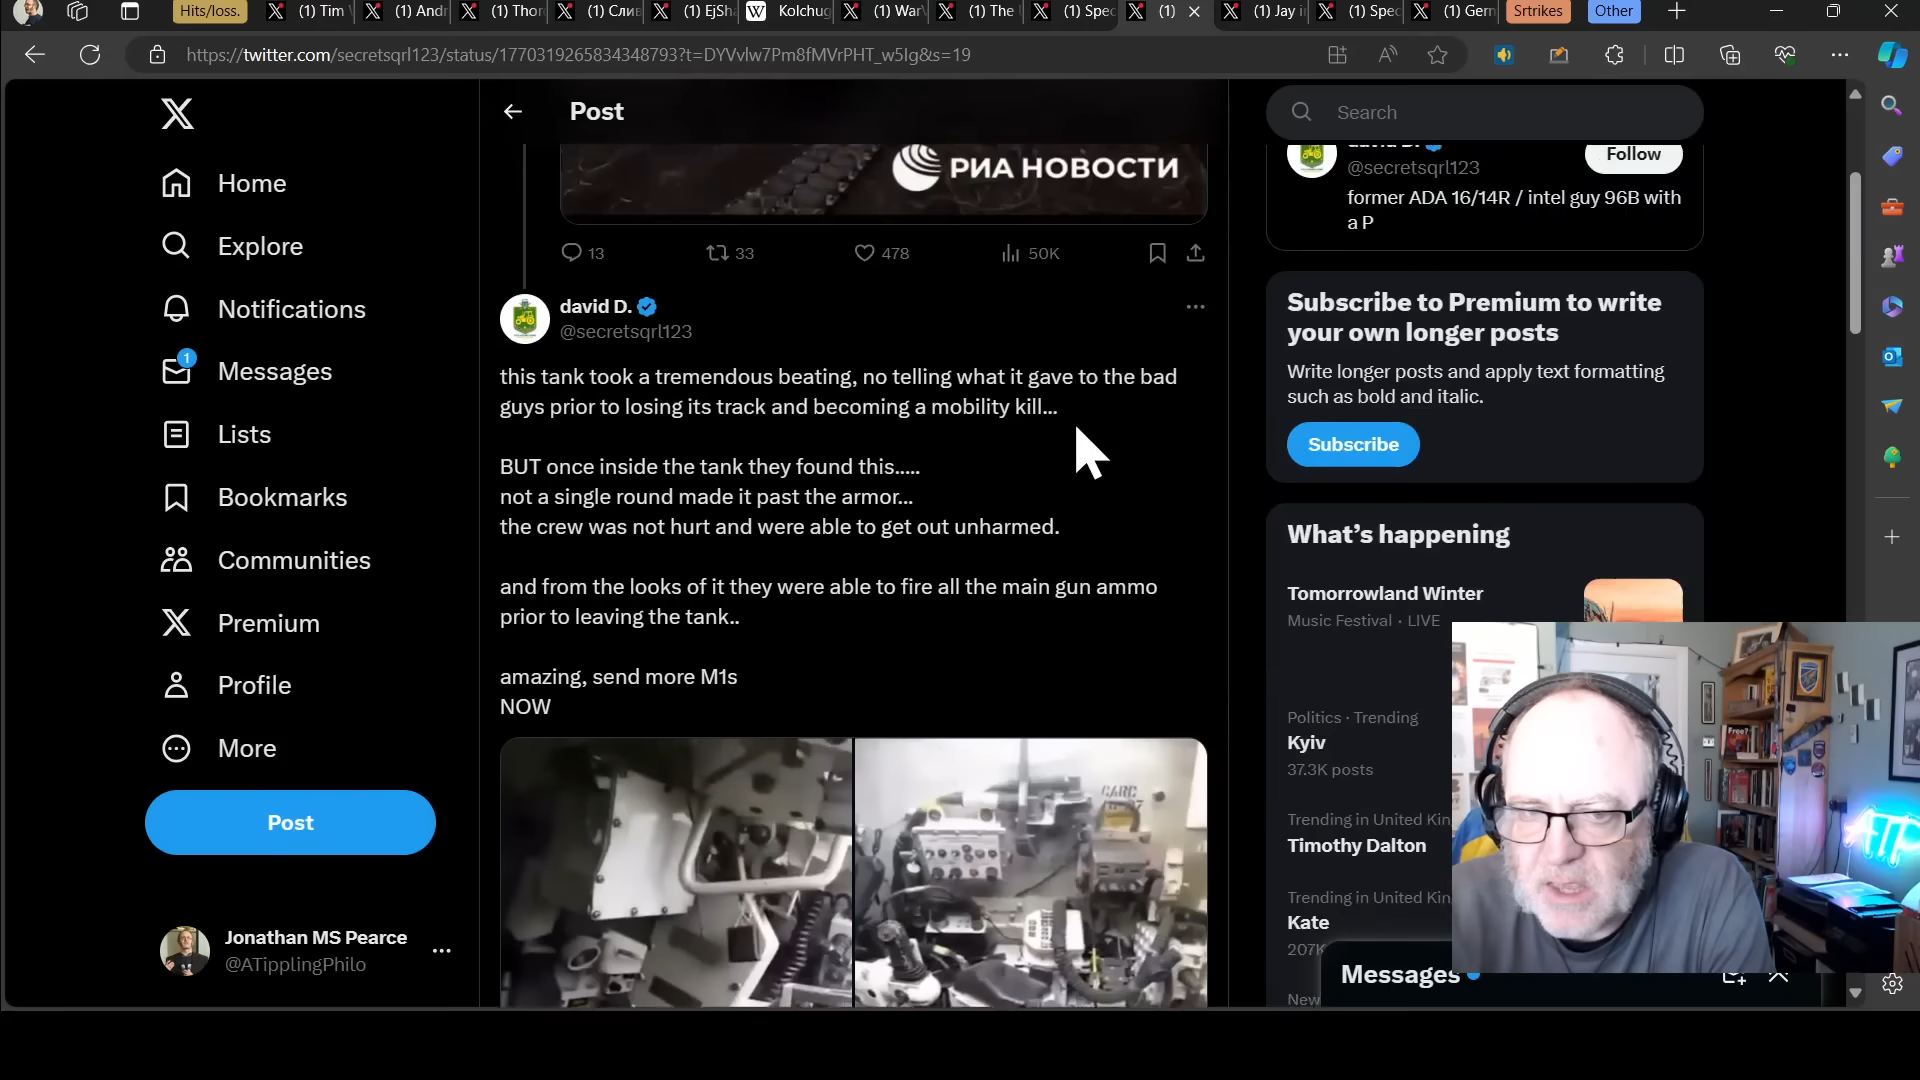 Hits/loss.
(1) Tim
(1) Andr
(1) Thor
(1) Слив
(1) EjSha
Kolchug
(1) War
(1) The
(1) Spec
(1)
(1) Jay i
(1) Spec
(1) Gern
Srtrikes
Other
https://twitter.com/secretsqrl123/status/1770319265834348793?t=DYVvlw7Pm8fMVrPHT_w5Ig&s=19
Home
Explore
Notifications
1
Messages
Lists
Bookmarks
Communities
Premium
Profile
More
Post
Jonathan MS Pearce
@ATipplingPhilo
Post
РИА НОВОСТИ
13
33
478
50K
david D.
@secretsqrl123
this tank took a tremendous beating, no telling what it gave to the bad
guys prior to losing its track and becoming a mobility kill...
BUT once inside the tank they found this.....
not a single round made it past the armor...
the crew was not hurt and were able to get out unharmed.
and from the looks of it they were able to fire all the main gun ammo
prior to leaving the tank..
amazing, send more M1s
NOW
CARC
Search
@secretsqrl123
Follow
former ADA 16/14R / intel guy 96B with
a P
Subscribe to Premium to write
your own longer posts
Write longer posts and apply text formatting
such as bold and italic.
Subscribe
What's happening
Tomorrowland Winter
Music Festival · LIVE
Politics · Trending
Kyiv
37.3K posts
Trending in United Kin
Timothy Dalton
Trending in United Kin
Kate
207K
New
Messages
Free?
ATP